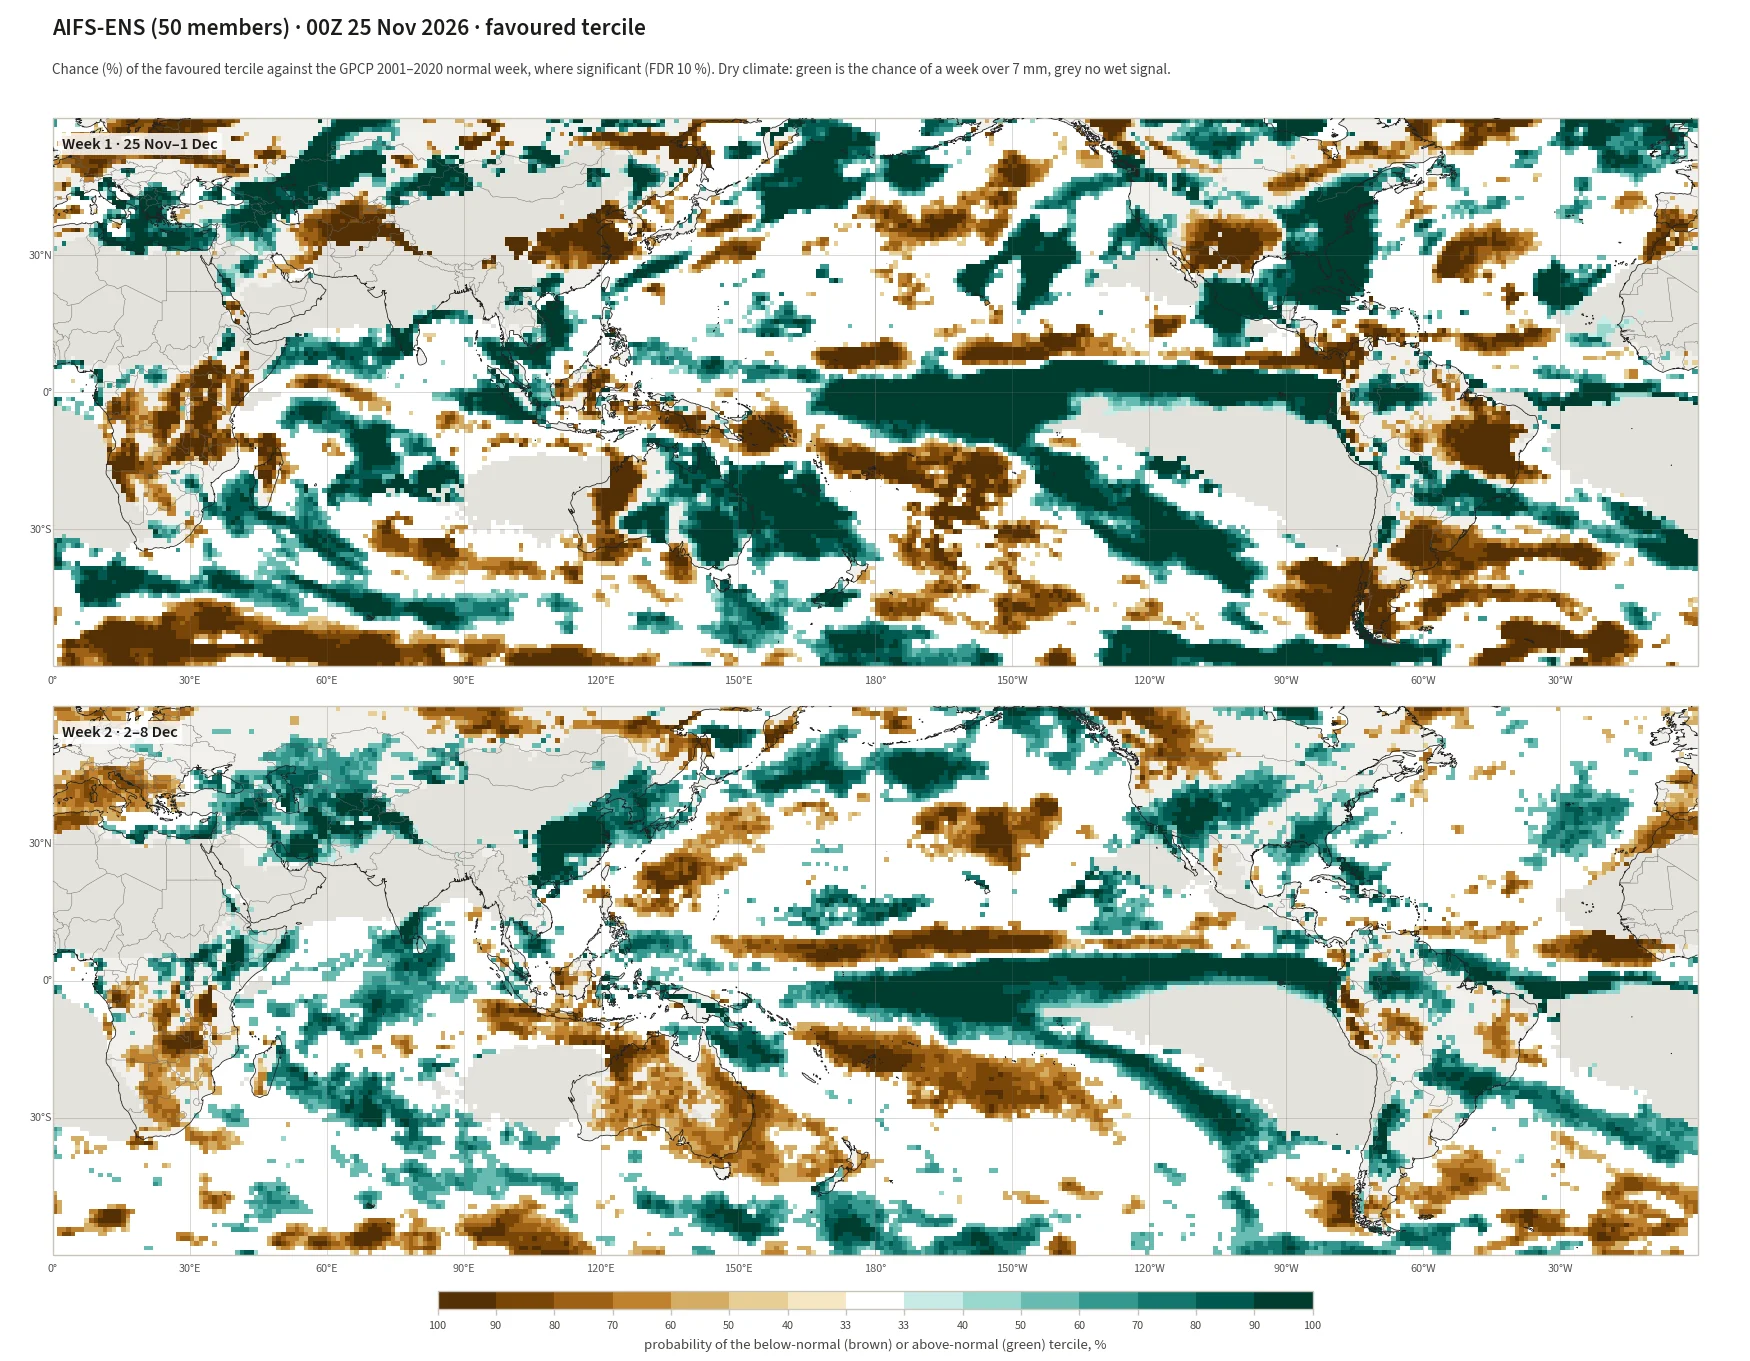 AIFS-ENS (50 members) · 00Z 25 Nov 2026 · favoured tercile
Chance (%) of the favoured tercile against the GPCP 2001–2020 normal week, where significant (FDR 10 %). Dry climate: green is the chance of a week over 7 mm, grey no wet signal.
Week 1 · 25 Nov–1 Dec
30°N
0°
30°S
0° 30°E 60°E 90°E 120°E 150°E 180° 150°W 120°W 90°W 60°W 30°W
Week 2 · 2–8 Dec
30°N
0°
30°S
0° 30°E 60°E 90°E 120°E 150°E 180° 150°W 120°W 90°W 60°W 30°W
100 90 80 70 60 50 40 33 33 40 50 60 70 80 90 100
probability of the below-normal (brown) or above-normal (green) tercile, %